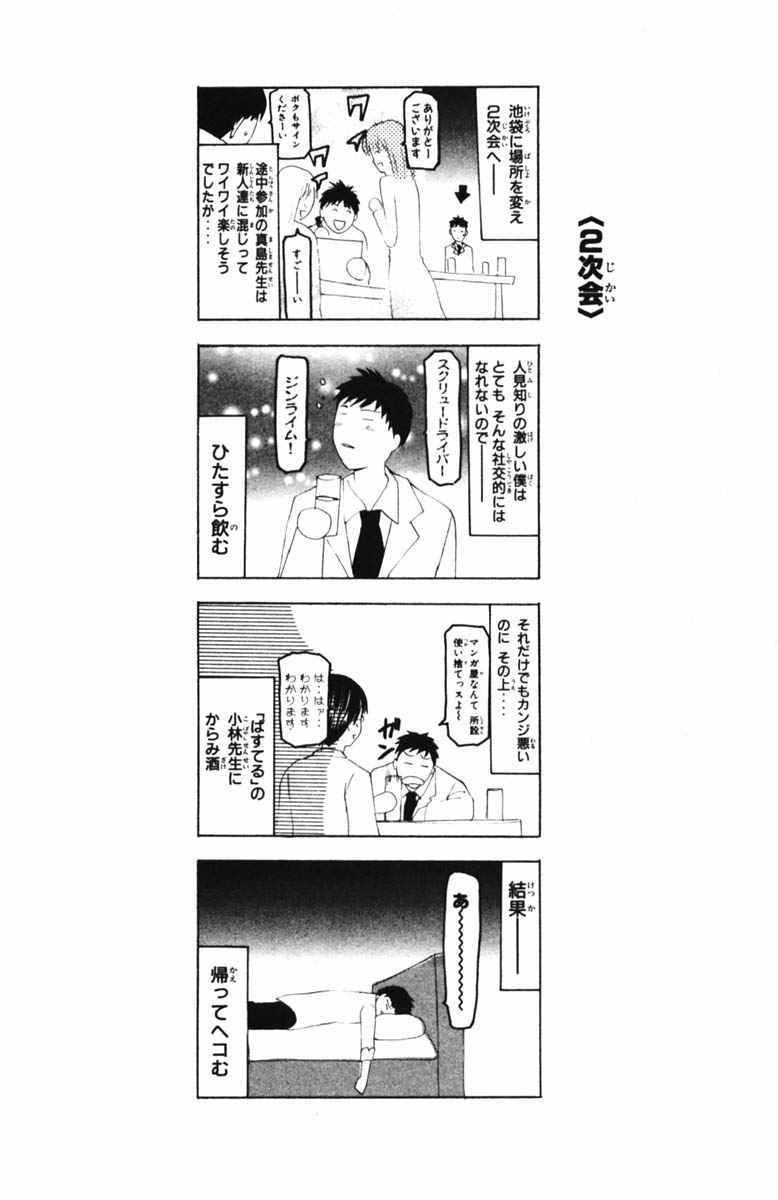 〈2次会〉
池袋に場所を変え
2次会へ──
ありがとー
ございます
ワイ
ワイ
ボクもサイン
くださーい
すご──い
途中参加の真島先生は
新人達に混じって
ワイワイ楽しそう
でしたが‥‥
人見知りの激しい僕は
とても そんな社交的には
なれないので──
スクリュードライバー
ジンライム!
ひたすら飲む
それだけでもカンジ悪い
のに その上‥‥
マンガ屋なんて 所詮
使い捨てっスよ~
ガン
は‥はァ‥
わかります
わかります
「ぱすてる」の
小林先生に
からみ酒
結果──
あ~~~~~~
帰ってヘコむ